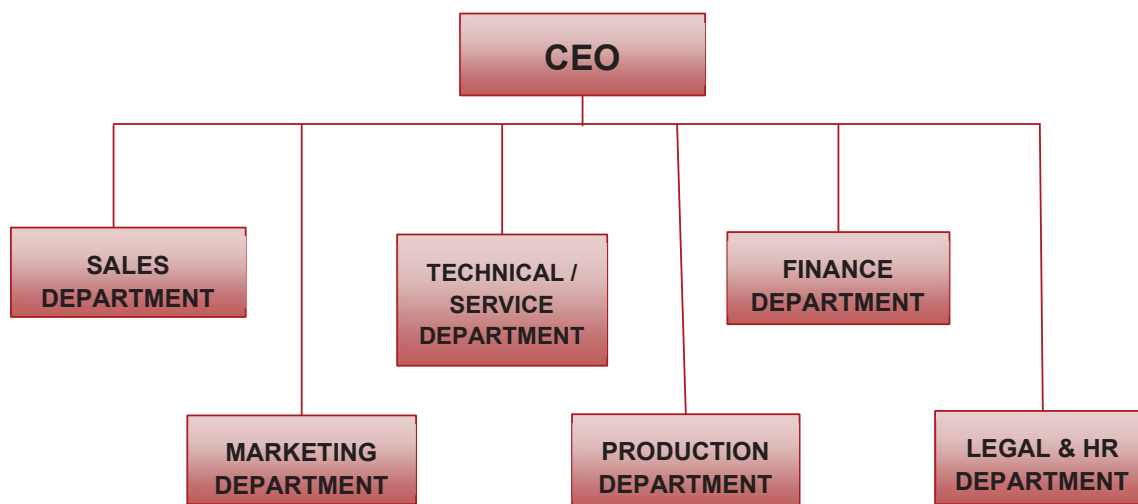 CEO
SALES
DEPARTMENT
TECHNICAL /
SERVICE
DEPARTMENT
FINANCE
DEPARTMENT
MARKETING
DEPARTMENT
PRODUCTION
DEPARTMENT
LEGAL & HR
DEPARTMENT